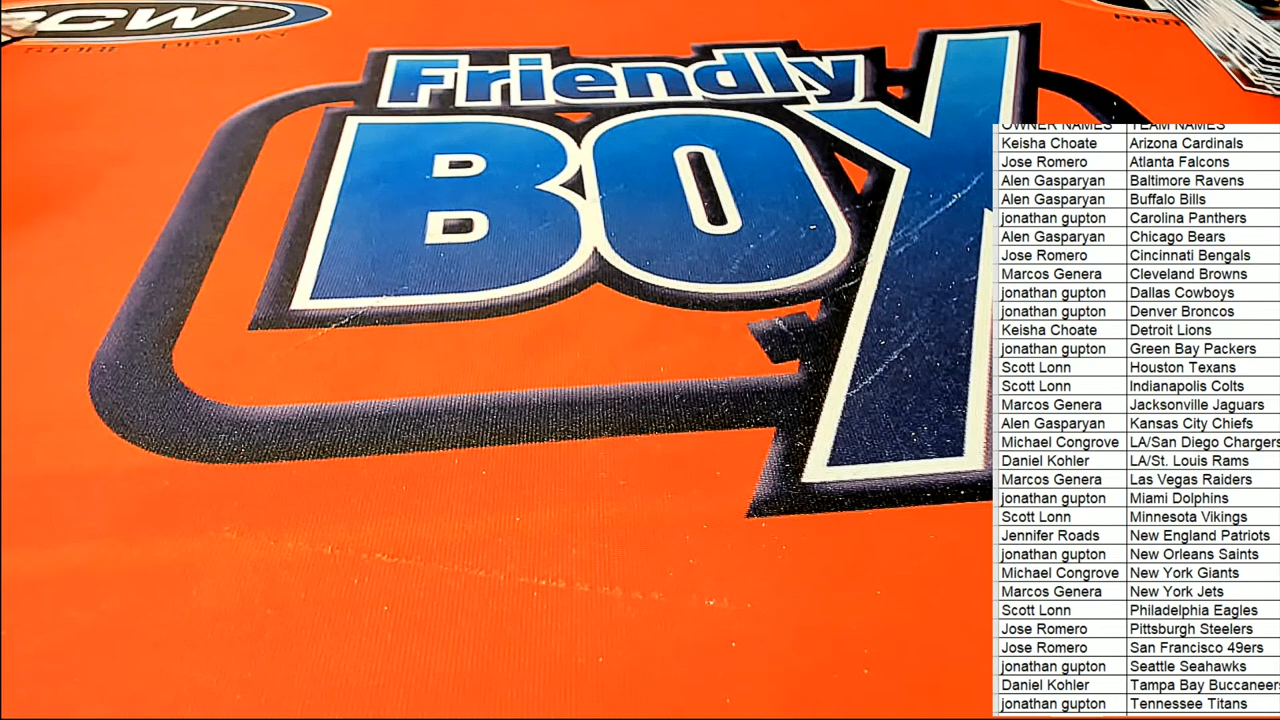 BCW
STORE DISPLAY
PROT
Friendly
BOY
OWNER NAMES TEAM NAMES
Keisha Choate Arizona Cardinals
Jose Romero Atlanta Falcons
Alen Gasparyan Baltimore Ravens
Alen Gasparyan Buffalo Bills
jonathan gupton Carolina Panthers
Alen Gasparyan Chicago Bears
Jose Romero Cincinnati Bengals
Marcos Genera Cleveland Browns
jonathan gupton Dallas Cowboys
jonathan gupton Denver Broncos
Keisha Choate Detroit Lions
jonathan gupton Green Bay Packers
Scott Lonn Houston Texans
Scott Lonn Indianapolis Colts
Marcos Genera Jacksonville Jaguars
Alen Gasparyan Kansas City Chiefs
Michael Congrove LA/San Diego Chargers
Daniel Kohler LA/St. Louis Rams
Marcos Genera Las Vegas Raiders
jonathan gupton Miami Dolphins
Scott Lonn Minnesota Vikings
Jennifer Roads New England Patriots
jonathan gupton New Orleans Saints
Michael Congrove New York Giants
Marcos Genera New York Jets
Scott Lonn Philadelphia Eagles
Jose Romero Pittsburgh Steelers
Jose Romero San Francisco 49ers
jonathan gupton Seattle Seahawks
Daniel Kohler Tampa Bay Buccaneers
jonathan gupton Tennessee Titans